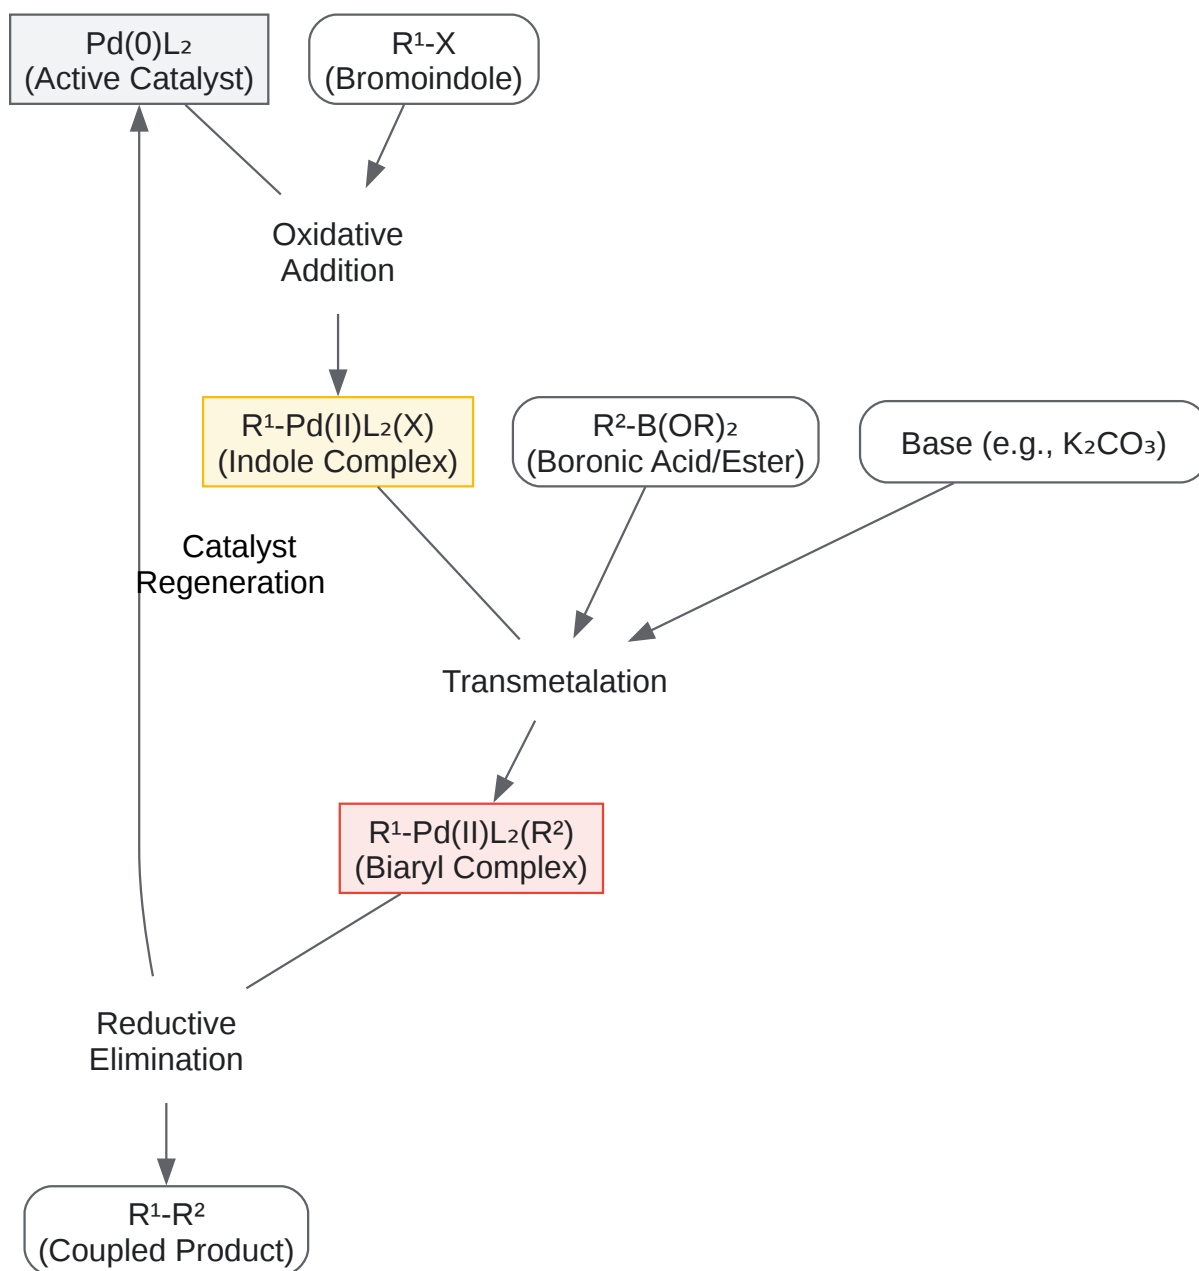 Pd(0)L₂
(Active Catalyst)
R¹-X
(Bromoindole)
Oxidative
Addition
R¹-Pd(II)L₂(X)
(Indole Complex)
R²-B(OR)₂
(Boronic Acid/Ester)
Base (e.g., K₂CO₃)
Catalyst
Regeneration
Transmetalation
R¹-Pd(II)L₂(R²)
(Biaryl Complex)
Reductive
Elimination
R¹-R²
(Coupled Product)